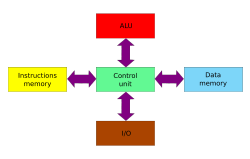 ALU
Instructions
memory
Control
unit
Data
memory
I/O